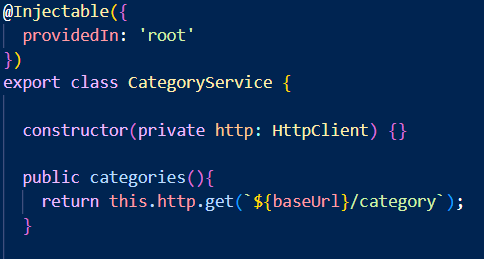 @Injectable({
  providedIn: 'root'
})
export class CategoryService {
  constructor(private http: HttpClient) {}
  public categories(){
    return this.http.get(`${baseUrl}/category`);
  }